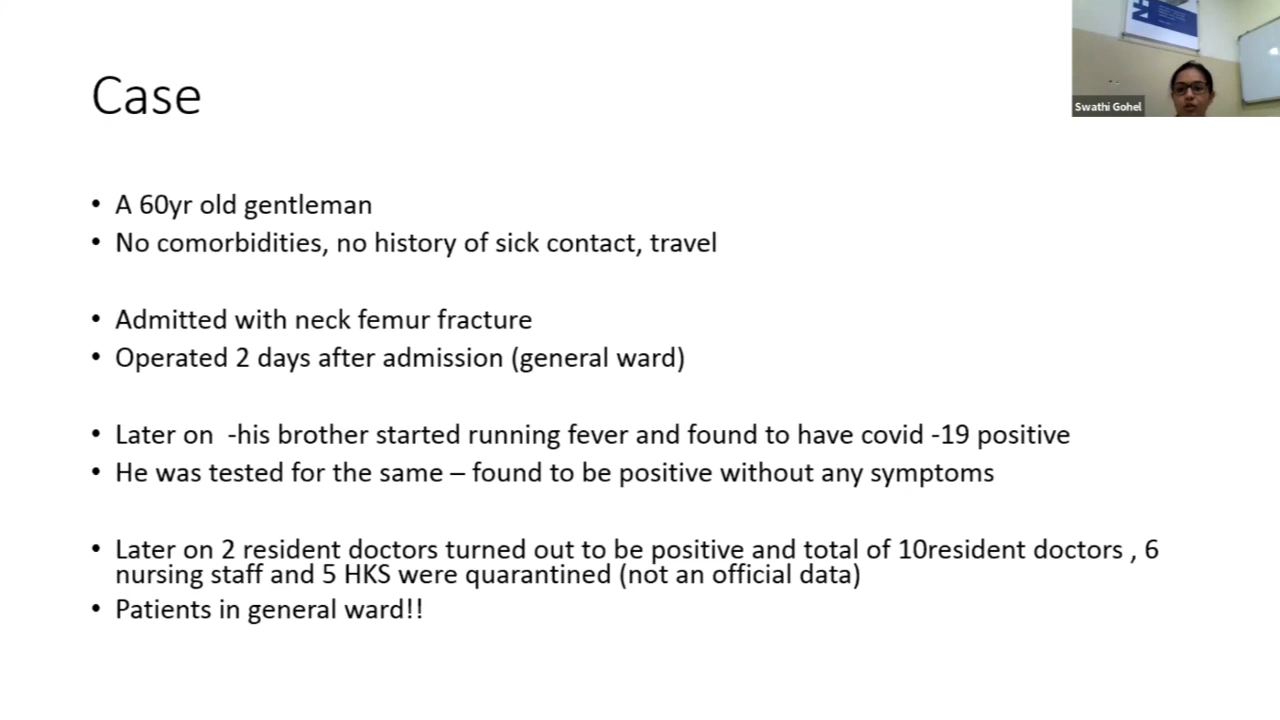 Case
Swathi Gohel
• A 60yr old gentleman
• No comorbidities, no history of sick contact, travel
• Admitted with neck femur fracture
• Operated 2 days after admission (general ward)
• Later on  -his brother started running fever and found to have covid -19 positive
• He was tested for the same – found to be positive without any symptoms
• Later on 2 resident doctors turned out to be positive and total of 10resident doctors , 6
nursing staff and 5 HKS were quarantined (not an official data)
• Patients in general ward!!